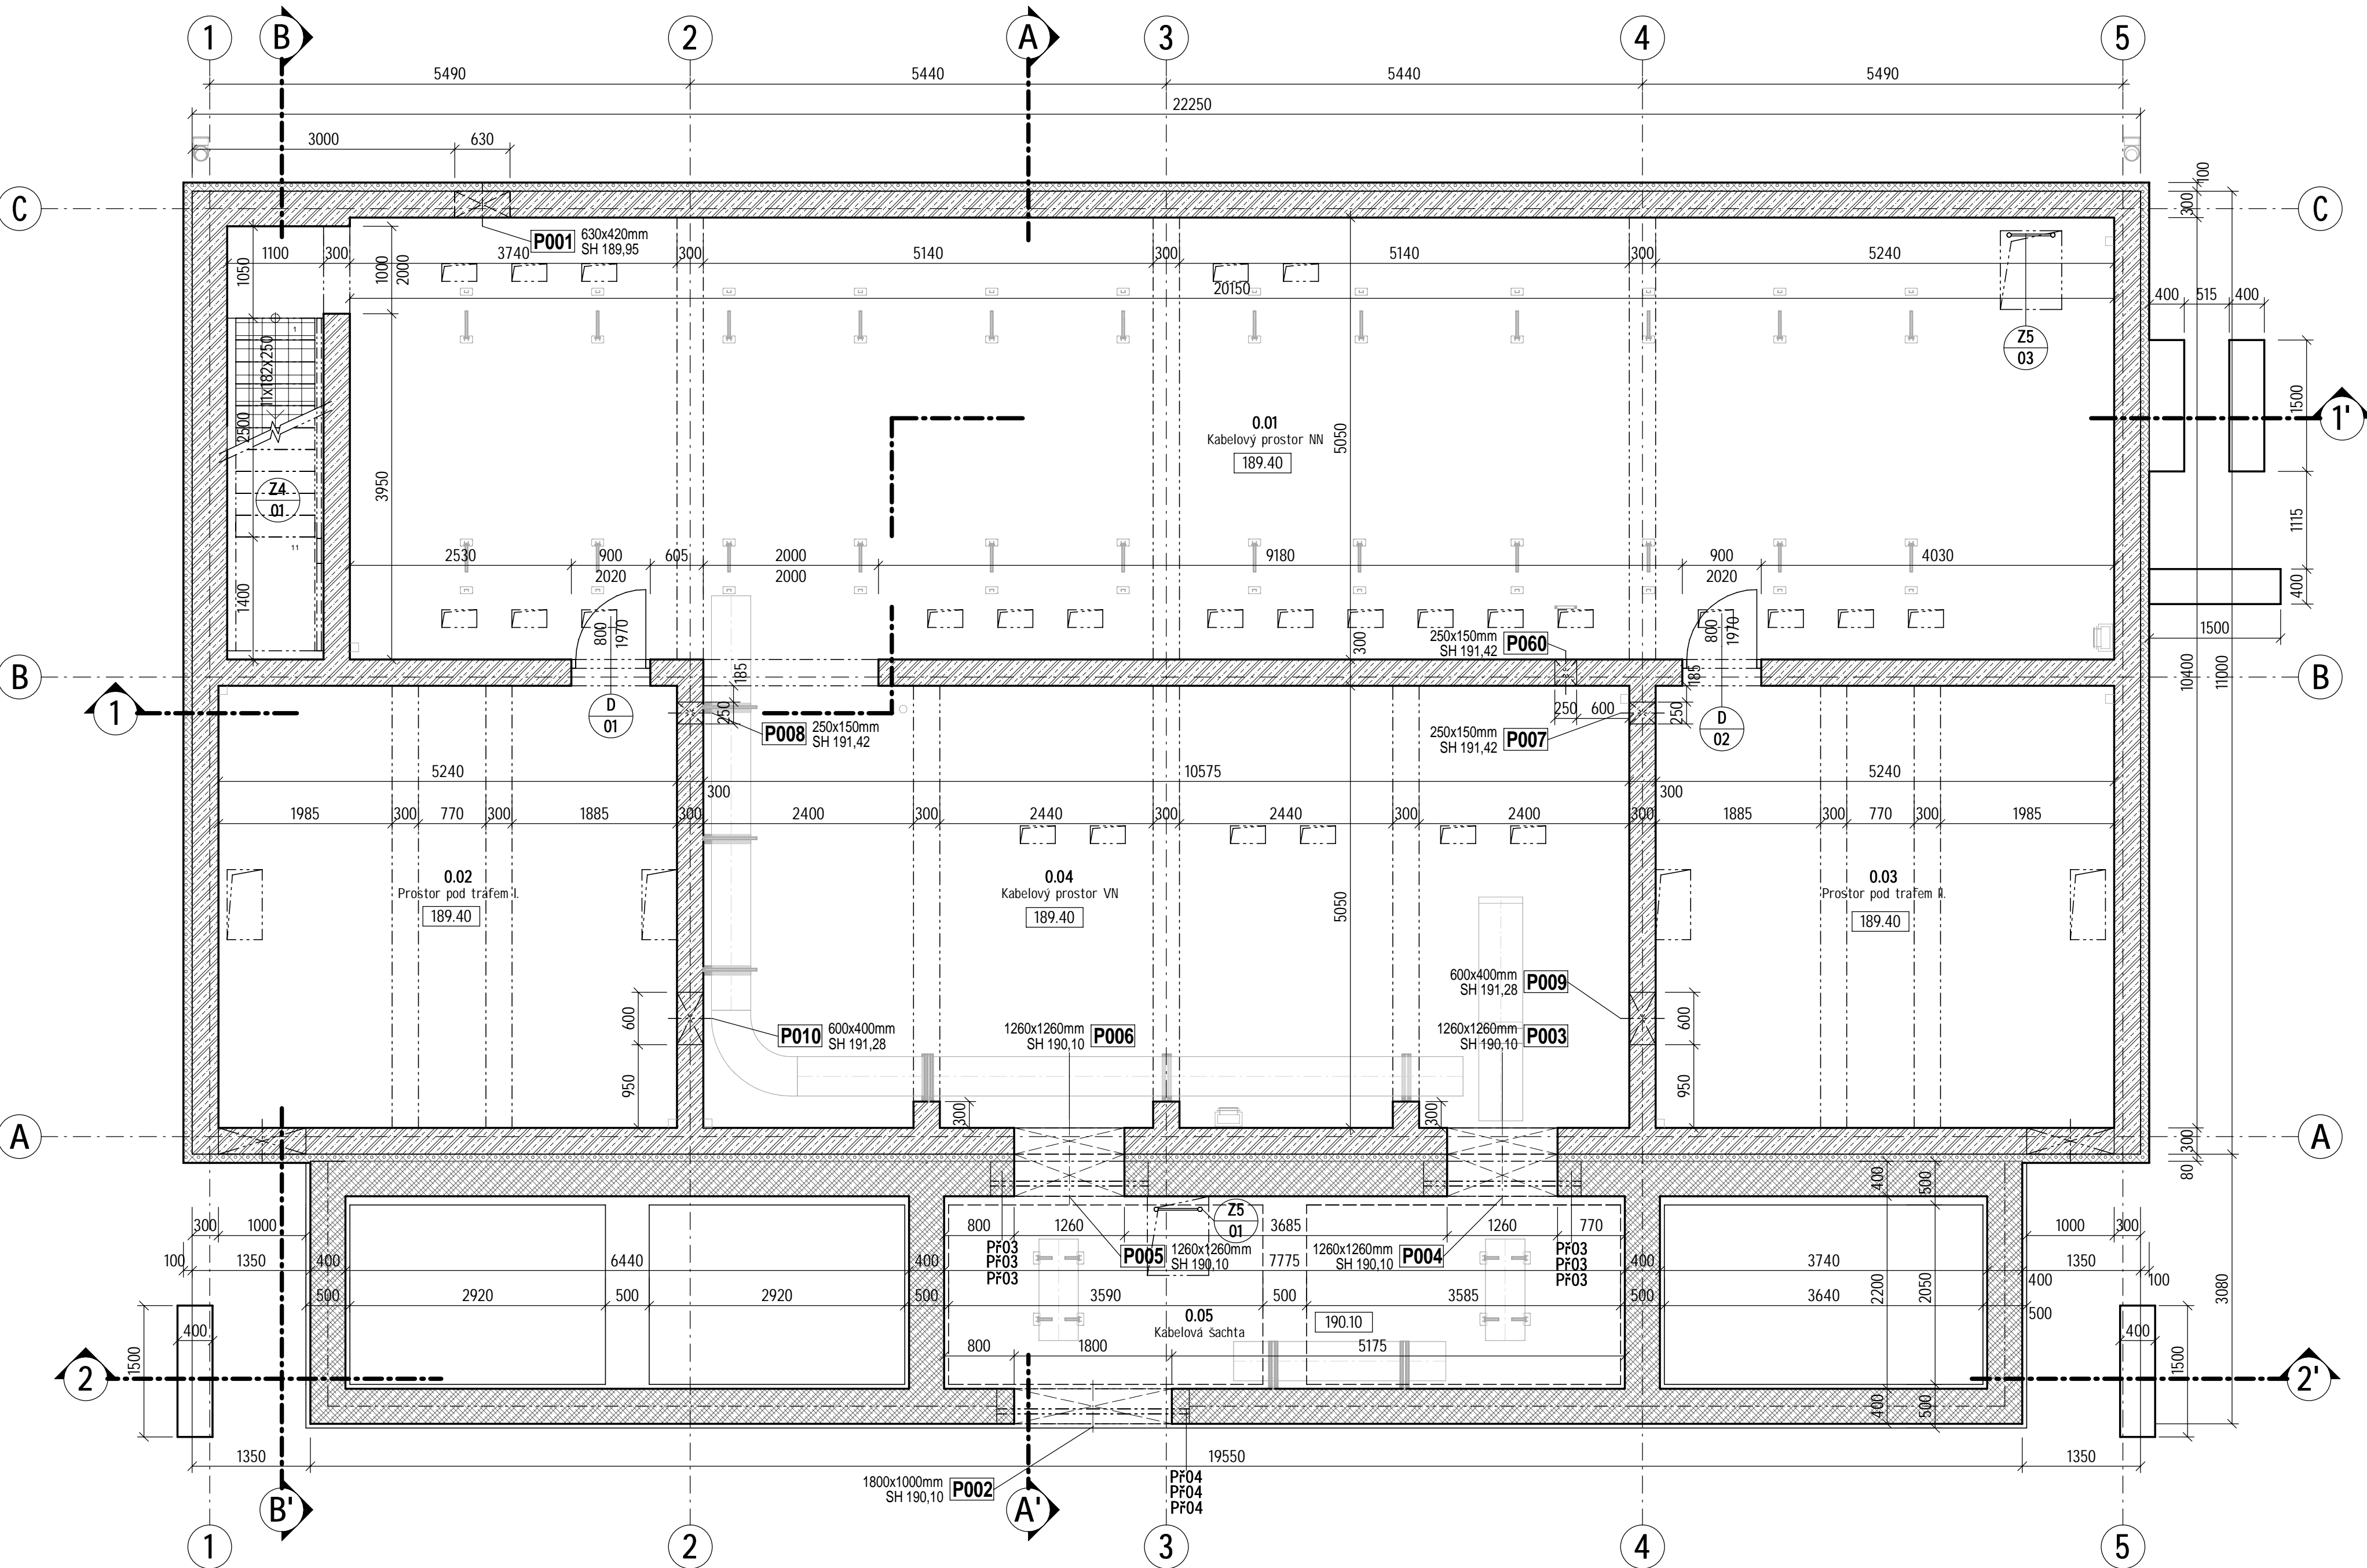 1
B
2
A
3
4
5
5490
5440
5440
5490
22250
3000
630
100
C
300
C
P001
630x420mm
SH 189,95
1100
300
3740
300
5140
300
5140
300
5240
1050
1000
2000
20150
400
515
400
Z5
03
11x182x250
1
2500
3950
0.01
Kabelový prostor NN
189.40
5050
1500
1'
Z4
01
11
1115
2530
900
605
2000
9180
900
4030
2020
2000
2020
1400
400
800
1970
250x150mm
SH 191,42
P060
300
800
1970
1500
B
185
185
10400
11000
B
1
D
01
250
P008
250x150mm
SH 191,42
250
600
250x150mm
SH 191,42
P007
250
D
02
5240
10575
5240
300
300
1985
300
770
300
1885
300
2400
300
2440
300
2440
300
2400
300
1885
300
770
300
1985
0.02
Prostor pod trafem I.
189.40
0.04
Kabelový prostor VN
189.40
5050
0.03
Prostor pod trafem II.
189.40
600x400mm
SH 191,28
P009
600
P010
600x400mm
SH 191,28
1260x1260mm
SH 190,10
P006
1260x1260mm
SH 190,10
P003
600
950
950
300
300
A
300
A
80
400
500
300
1000
800
1260
Z5
01
3685
1260
770
1000
300
Př03
Př03
Př03
P005
1260x1260mm
SH 190,10
7775
1260x1260mm
SH 190,10
P004
Př03
Př03
Př03
100
1350
400
6440
400
400
3740
2200
2050
400
1350
100
3080
500
2920
500
2920
500
3590
500
3585
500
3640
500
0.05
Kabelová šachta
190.10
400
1500
800
1800
5175
400
1500
2
2'
400
500
1350
19550
1350
1800x1000mm
SH 190,10
P002
Př04
Př04
Př04
B'
A'
1
2
3
4
5